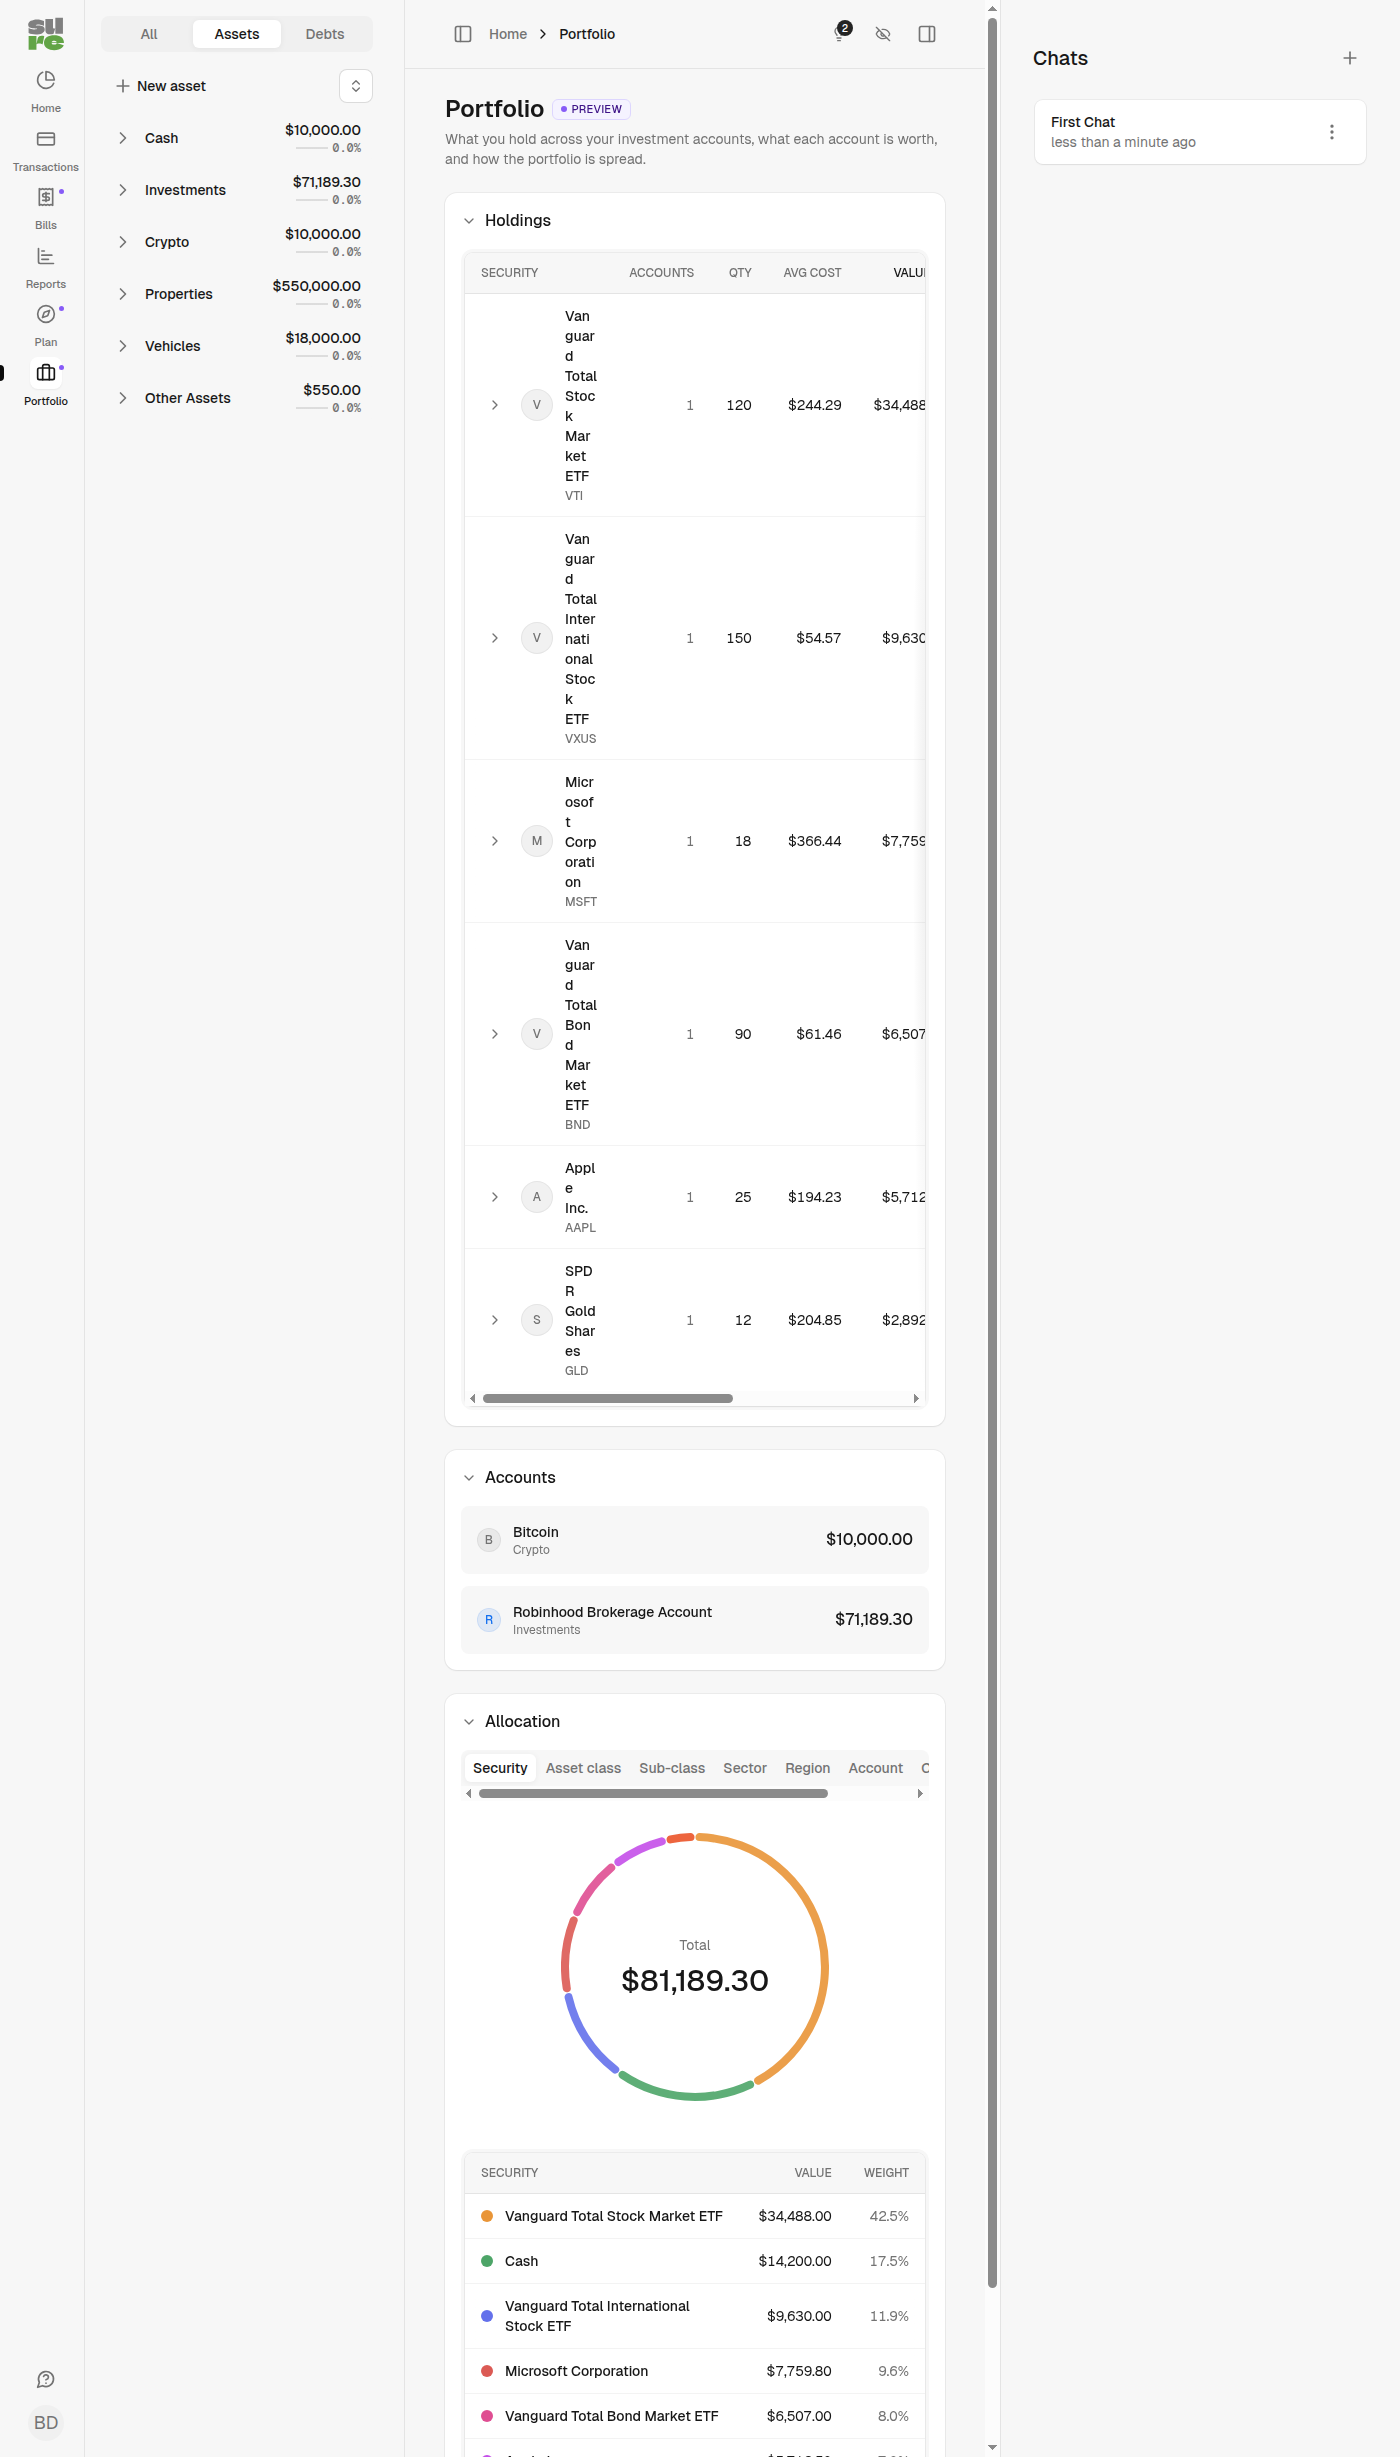 sure
Home
Transactions
Bills
Reports
Plan
Portfolio
BD
All
Assets
Debts
New asset
Cash
$10,000.00
0.0%
Investments
$71,189.30
0.0%
Crypto
$10,000.00
0.0%
Properties
$550,000.00
0.0%
Vehicles
$18,000.00
0.0%
Other Assets
$550.00
0.0%
Home > Portfolio
2
Portfolio
PREVIEW
What you hold across your investment accounts, what each account is worth,
and how the portfolio is spread.
Holdings
SECURITY ACCOUNTS QTY AVG COST
V
Van
guar
d
Total
Stoc
k
Mar
ket
ETF
VTI
1 120 $244.29 $34,488
V
Van
guar
d
Total
Inter
nati
onal
Stoc
k
ETF
VXUS
1 150 $54.57 $9,630
M
Micr
osof
t
Corp
orati
on
MSFT
1 18 $366.44 $7,759
V
Van
guar
d
Total
Bon
d
Mar
ket
ETF
BND
1 90 $61.46 $6,507
A
Appl
e
Inc.
AAPL
1 25 $194.23 $5,712
S
SPD
R
Gold
Shar
es
GLD
1 12 $204.85 $2,892
Accounts
B
Bitcoin
Crypto
$10,000.00
R
Robinhood Brokerage Account
Investments
$71,189.30
Allocation
Security Asset class Sub-class Sector Region Account
Total
$81,189.30
SECURITY VALUE WEIGHT
Vanguard Total Stock Market ETF $34,488.00 42.5%
Cash $14,200.00 17.5%
Vanguard Total International
Stock ETF
$9,630.00 11.9%
Microsoft Corporation $7,759.80 9.6%
Vanguard Total Bond Market ETF $6,507.00 8.0%
Chats
First Chat
less than a minute ago